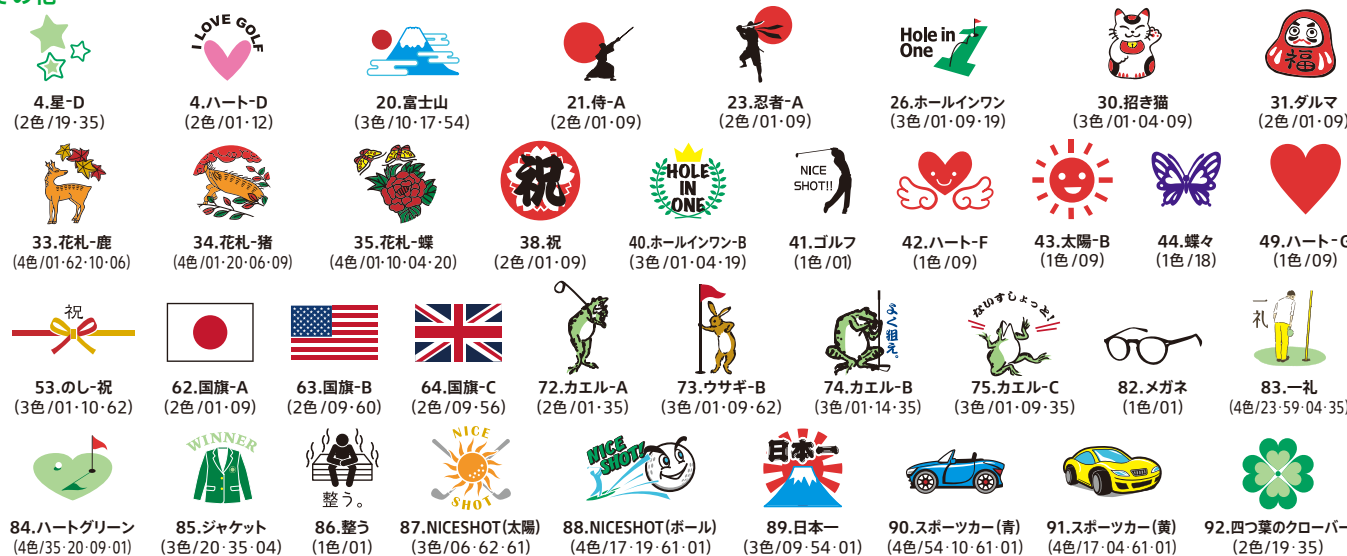 その他
I LOVE GOLF
Hole in
One
福
4.星-D
4.ハート-D
20.富士山
21.侍-A
23.忍者-A
26.ホールインワン
30.招き猫
31.ダルマ
(2色/19·35)
(2色/01·12)
(3色/10·17·54)
(2色/01·09)
(2色/01·09)
(3色/01·09·19)
(3色/01·04·09)
(2色/01·09)
祝
HOLE
IN
ONE
NICE
SHOT!!
33.花札-鹿
34.花札-猪
35.花札-蝶
38.祝
40.ホールインワン-B
41.ゴルフ
42.ハート-F
43.太陽-B
44.蝶々
49.ハート-G
(4色/01·62·10·06)
(4色/01·20·06·09)
(4色/01·10·04·20)
(2色/01·09)
(3色/01·04·19)
(1色/01)
(1色/09)
(1色/09)
(1色/18)
(1色/09)
祝
よく狙え。
ないすしょっと!
一礼
53.のし-祝
62.国旗-A
63.国旗-B
64.国旗-C
72.カエル-A
73.ウサギ-B
74.カエル-B
75.カエル-C
82.メガネ
83.一礼
(3色/01·10·62)
(2色/01·09)
(2色/09·60)
(2色/09·56)
(2色/01·35)
(3色/01·09·62)
(3色/01·14·35)
(3色/01·09·35)
(1色/01)
(4色/23·59·04·35)
WINNER
整う。
NICE
SHOT
NICE
SHOT!
日本一
84.ハートグリーン
85.ジャケット
86.整う
87.NICESHOT(太陽)
88.NICESHOT(ボール)
89.日本一
90.スポーツカー(青)
91.スポーツカー(黄)
92.四つ葉のクローバー
(4色/35·20·09·01)
(3色/20·35·04)
(1色/01)
(3色/06·62·61)
(4色/17·19·61·01)
(3色/09·54·01)
(4色/54·10·61·01)
(4色/17·04·61·01)
(2色/19·35)